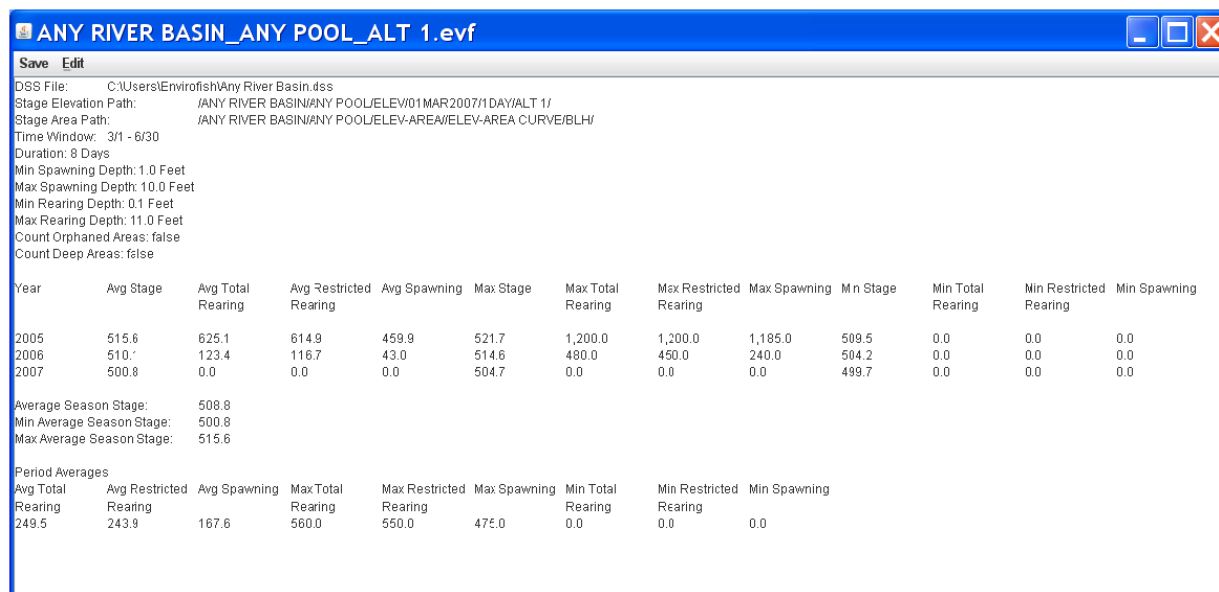 ANY RIVER BASIN_ANY POOL_ALT 1.evf
Save Edit
DSS File: C:\Users\Envirofish\Any River Basin.dss
Stage Elevation Path: /ANY RIVER BASIN/ANY POOL/ELEV/01MAR2007/1DAY/ALT 1/
Stage Area Path: /ANY RIVER BASIN/ANY POOL/ELEV-AREA//ELEV-AREA CURVE/BLH/
Time Window: 3/1 - 6/30
Duration: 8 Days
Min Spawning Depth: 1.0 Feet
Max Spawning Depth: 10.0 Feet
Min Rearing Depth: 0.1 Feet
Max Rearing Depth: 11.0 Feet
Count Orphaned Areas: false
Count Deep Areas: false
Year Avg Stage Avg Total Avg Restricted Avg Spawning Max Stage Max Total Max Restricted Max Spawning Min Stage Min Total Min Restricted Min Spawning
Rearing Rearing Rearing Rearing Rearing Rearing
2005 515.6 625.1 614.9 459.9 521.7 1,200.0 1,200.0 1,185.0 509.5 0.0 0.0 0.0
2006 510.1 123.4 116.7 43.0 514.6 480.0 450.0 240.0 504.2 0.0 0.0 0.0
2007 500.8 0.0 0.0 0.0 504.7 0.0 0.0 0.0 499.7 0.0 0.0 0.0
Average Season Stage: 508.8
Min Average Season Stage: 500.8
Max Average Season Stage: 515.6
Period Averages
Avg Total Avg Restricted Avg Spawning Max Total Max Restricted Max Spawning Min Total Min Restricted Min Spawning
Rearing Rearing Rearing Rearing Rearing Rearing
249.5 243.9 167.6 560.0 550.0 475.0 0.0 0.0 0.0